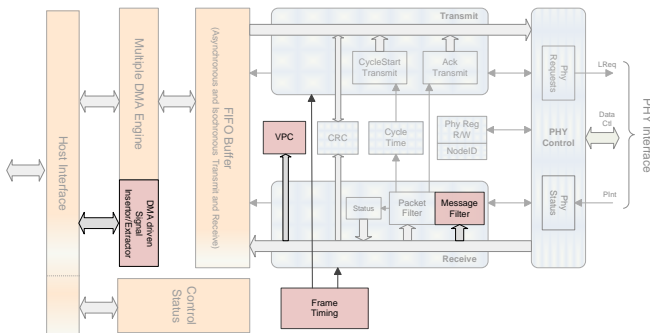 Transmit
Host Interface
Multiple DMA Engine
DMA driven
Signal
Insertor/Extractor
FIFO Buffer
(Asynchronous and Isochronous Transmit and Receive)
Control
Status
CycleStart
Transmit
Ack
Transmit
VPC
CRC
Cycle
Time
Phy Reg
R/W
NodeID
Status
Packet
Filter
Message
Filter
Receive
Frame
Timing
Phy
Requests
PHY
Control
Phy
Status
LReq
Data
Ctl
PInt
PHY Interface